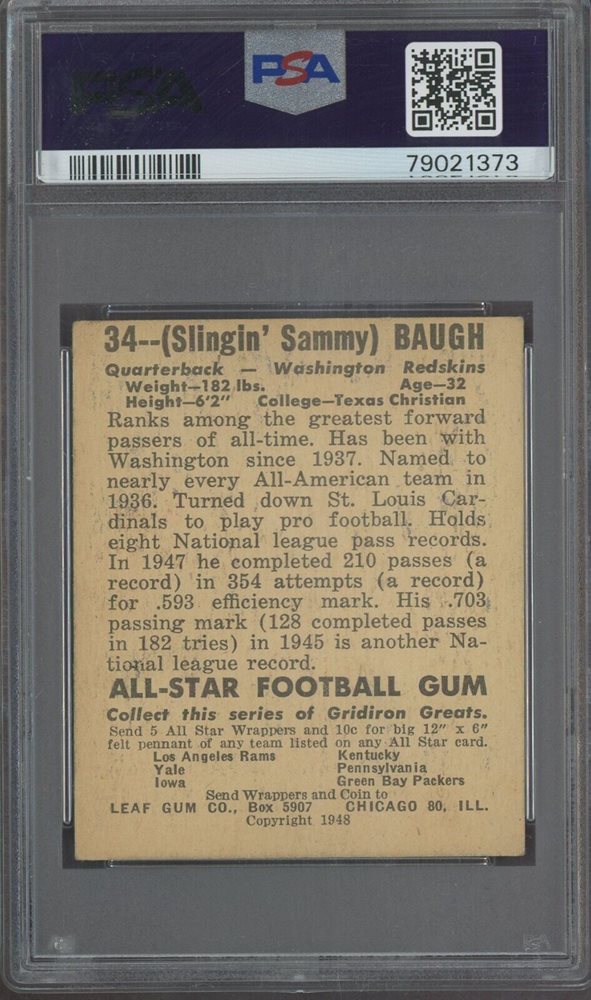 PSA
PSA
79021373
34--(Slingin' Sammy) BAUGH
Quarterback — Washington Redskins
Weight—182 lbs. Age—32
Height—6'2" College—Texas Christian
Ranks among the greatest forward
passers of all-time. Has been with
Washington since 1937. Named to
nearly every All-American team in
1936. Turned down St. Louis Car-
dinals to play pro football. Holds
eight National league pass records.
In 1947 he completed 210 passes (a
record) in 354 attempts (a record)
for .593 efficiency mark. His .703
passing mark (128 completed passes
in 182 tries) in 1945 is another Na-
tional league record.
ALL-STAR FOOTBALL GUM
Collect this series of Gridiron Greats.
Send 5 All Star Wrappers and 10c for big 12" x 6"
felt pennant of any team listed on any All Star card.
Los Angeles Rams Kentucky
Yale Pennsylvania
Iowa Green Bay Packers
Send Wrappers and Coin to
LEAF GUM CO., Box 5907 CHICAGO 80, ILL.
Copyright 1948
PSA